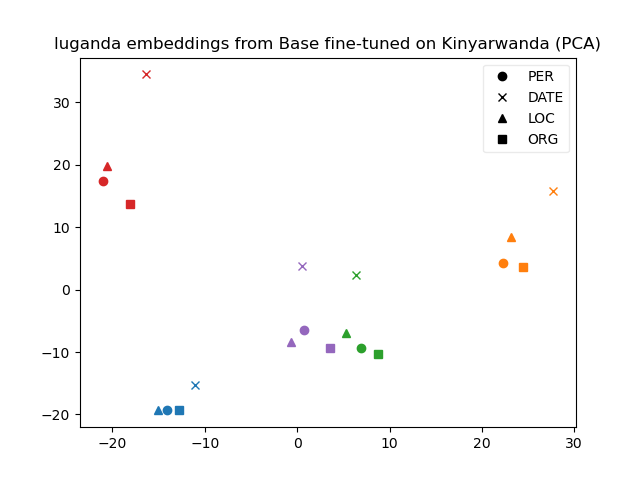 luganda embeddings from Base fine-tuned on Kinyarwanda (PCA)
PER
DATE
LOC
ORG
30
20
10
0
−10
−20
−20 −10 0 10 20 30